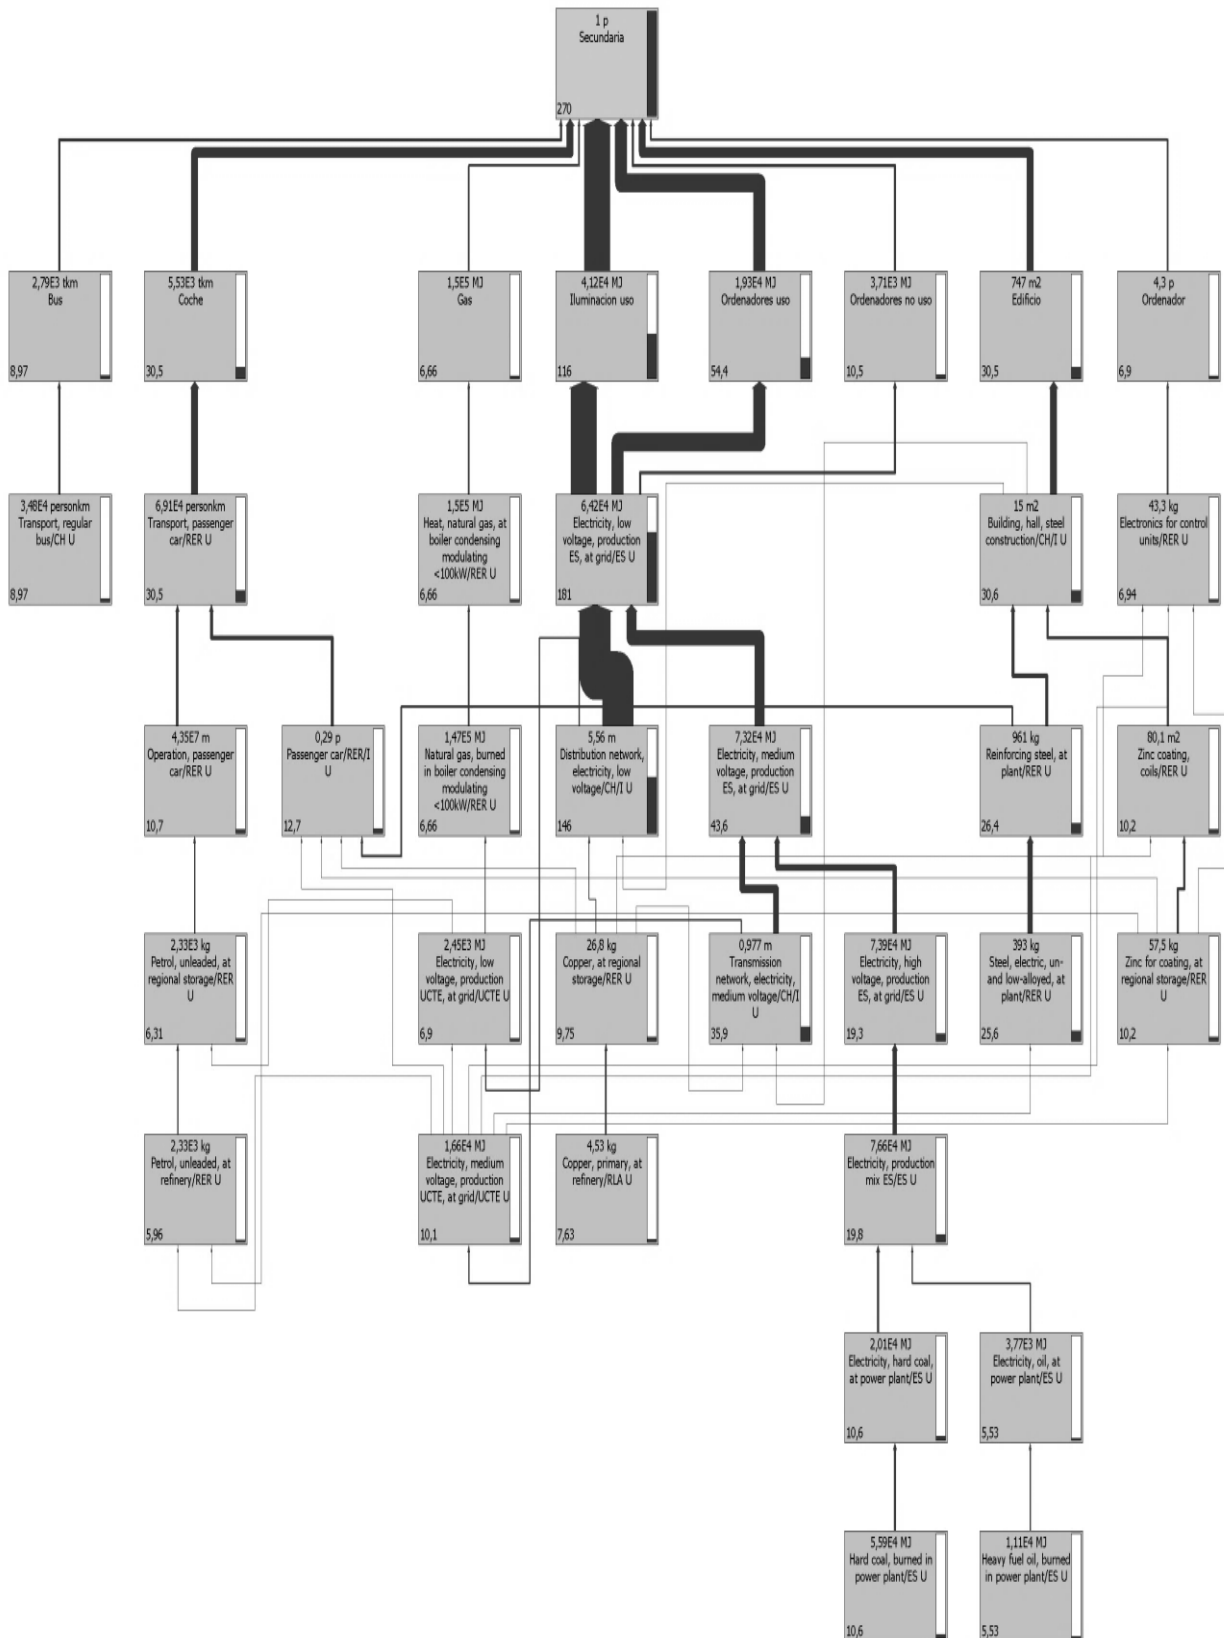 1 p
Secundaria
270
2,79E3 tkm
Bus
8,97
5,53E3 tkm
Coche
30,5
1,5E5 MJ
Gas
6,66
4,12E4 MJ
Iluminacion uso
116
1,93E4 MJ
Ordenadores uso
54,4
3,71E3 MJ
Ordenadores no uso
10,5
747 m2
Edificio
30,5
4,3 p
Ordenador
6,9
3,48E4 personkm
Transport, regular
bus/CH U
8,97
6,91E4 personkm
Transport, passenger
car/RER U
30,5
1,5E5 MJ
Heat, natural gas, at
boiler condensing
modulating
<100kW/RER U
6,66
6,42E4 MJ
Electricity, low
voltage, production
ES, at grid/ES U
181
15 m2
Building, hall, steel
construction/CH/I U
30,6
43,3 kg
Electronics for control
units/RER U
6,94
4,35E7 m
Operation, passenger
car/RER U
10,7
0,29 p
Passenger car/RER/I
U
12,7
1,47E5 MJ
Natural gas, burned
in boiler condensing
modulating
<100kW/RER U
6,66
5,56 m
Distribution network,
electricity, low
voltage/CH/I U
146
7,32E4 MJ
Electricity, medium
voltage, production
ES, at grid/ES U
43,6
961 kg
Reinforcing steel, at
plant/RER U
26,4
80,1 m2
Zinc coating,
coils/RER U
10,2
2,33E3 kg
Petrol, unleaded, at
regional storage/RER
U
6,31
2,45E3 MJ
Electricity, low
voltage, production
UCTE, at grid/UCTE U
6,9
26,8 kg
Copper, at regional
storage/RER U
9,75
0,977 m
Transmission
network, electricity,
medium voltage/CH/I
U
35,9
7,39E4 MJ
Electricity, high
voltage, production
ES, at grid/ES U
19,3
393 kg
Steel, electric, un-
and low-alloyed, at
plant/RER U
25,6
57,5 kg
Zinc for coating, at
regional storage/RER
U
10,2
2,33E3 kg
Petrol, unleaded, at
refinery/RER U
5,96
1,66E4 MJ
Electricity, medium
voltage, production
UCTE, at grid/UCTE U
10,1
4,53 kg
Copper, primary, at
refinery/RLA U
7,63
7,66E4 MJ
Electricity, production
mix ES/ES U
19,8
2,01E4 MJ
Electricity, hard coal,
at power plant/ES U
10,6
3,77E3 MJ
Electricity, oil, at
power plant/ES U
5,53
5,59E4 MJ
Hard coal, burned in
power plant/ES U
10,6
1,11E4 MJ
Heavy fuel oil, burned
in power plant/ES U
5,53